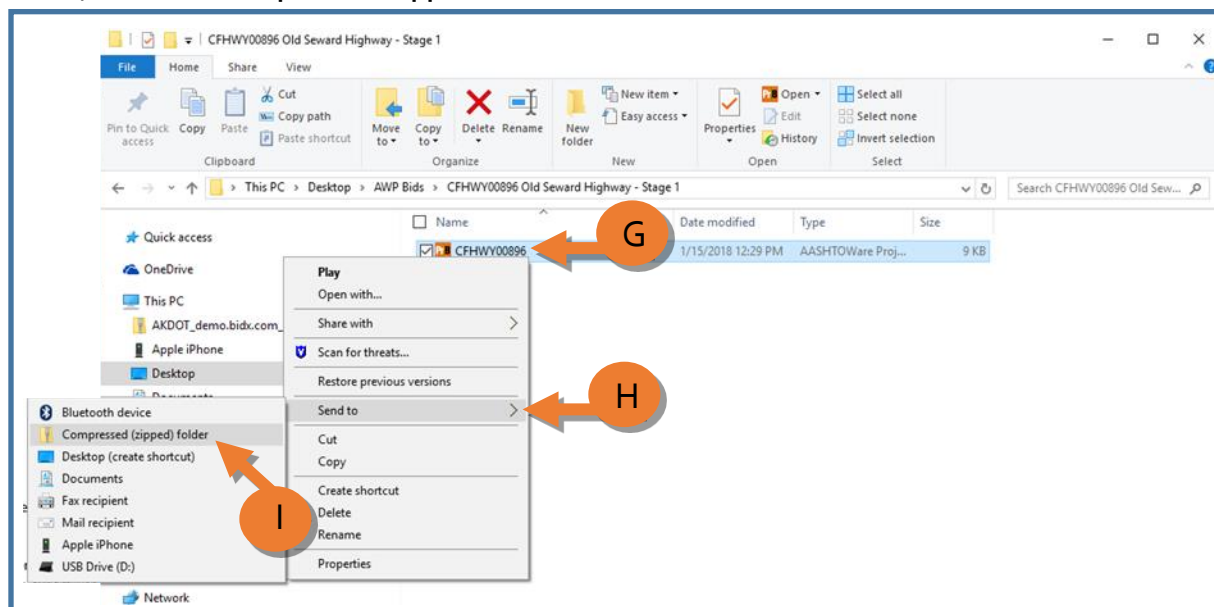 CFHWY00896 Old Seward Highway - Stage 1
File Home Share View
Pin to Quick access
Copy
Paste
Cut
Copy path
Paste shortcut
Move to
Copy to
Delete
Rename
New folder
New item
Easy access
Properties
Open
Edit
History
Select all
Select none
Invert selection
Clipboard Organize New Open Select
This PC > Desktop > AWP Bids > CFHWY00896 Old Seward Highway - Stage 1
Search CFHWY00896 Old Sew...
Name Date modified Type Size
CFHWY00896 1/15/2018 12:29 PM AASHTOWare Proj... 9 KB
G
Quick access
OneDrive
This PC
AKDOT_demo.bidx.com_
Apple iPhone
Desktop
Network
Play
Open with...
Share with
Scan for threats...
Restore previous versions
Send to
H
Cut
Copy
Create shortcut
Delete
Rename
Properties
Bluetooth device
Compressed (zipped) folder
Desktop (create shortcut)
Documents
Fax recipient
Mail recipient
Apple iPhone
USB Drive (D:)
I